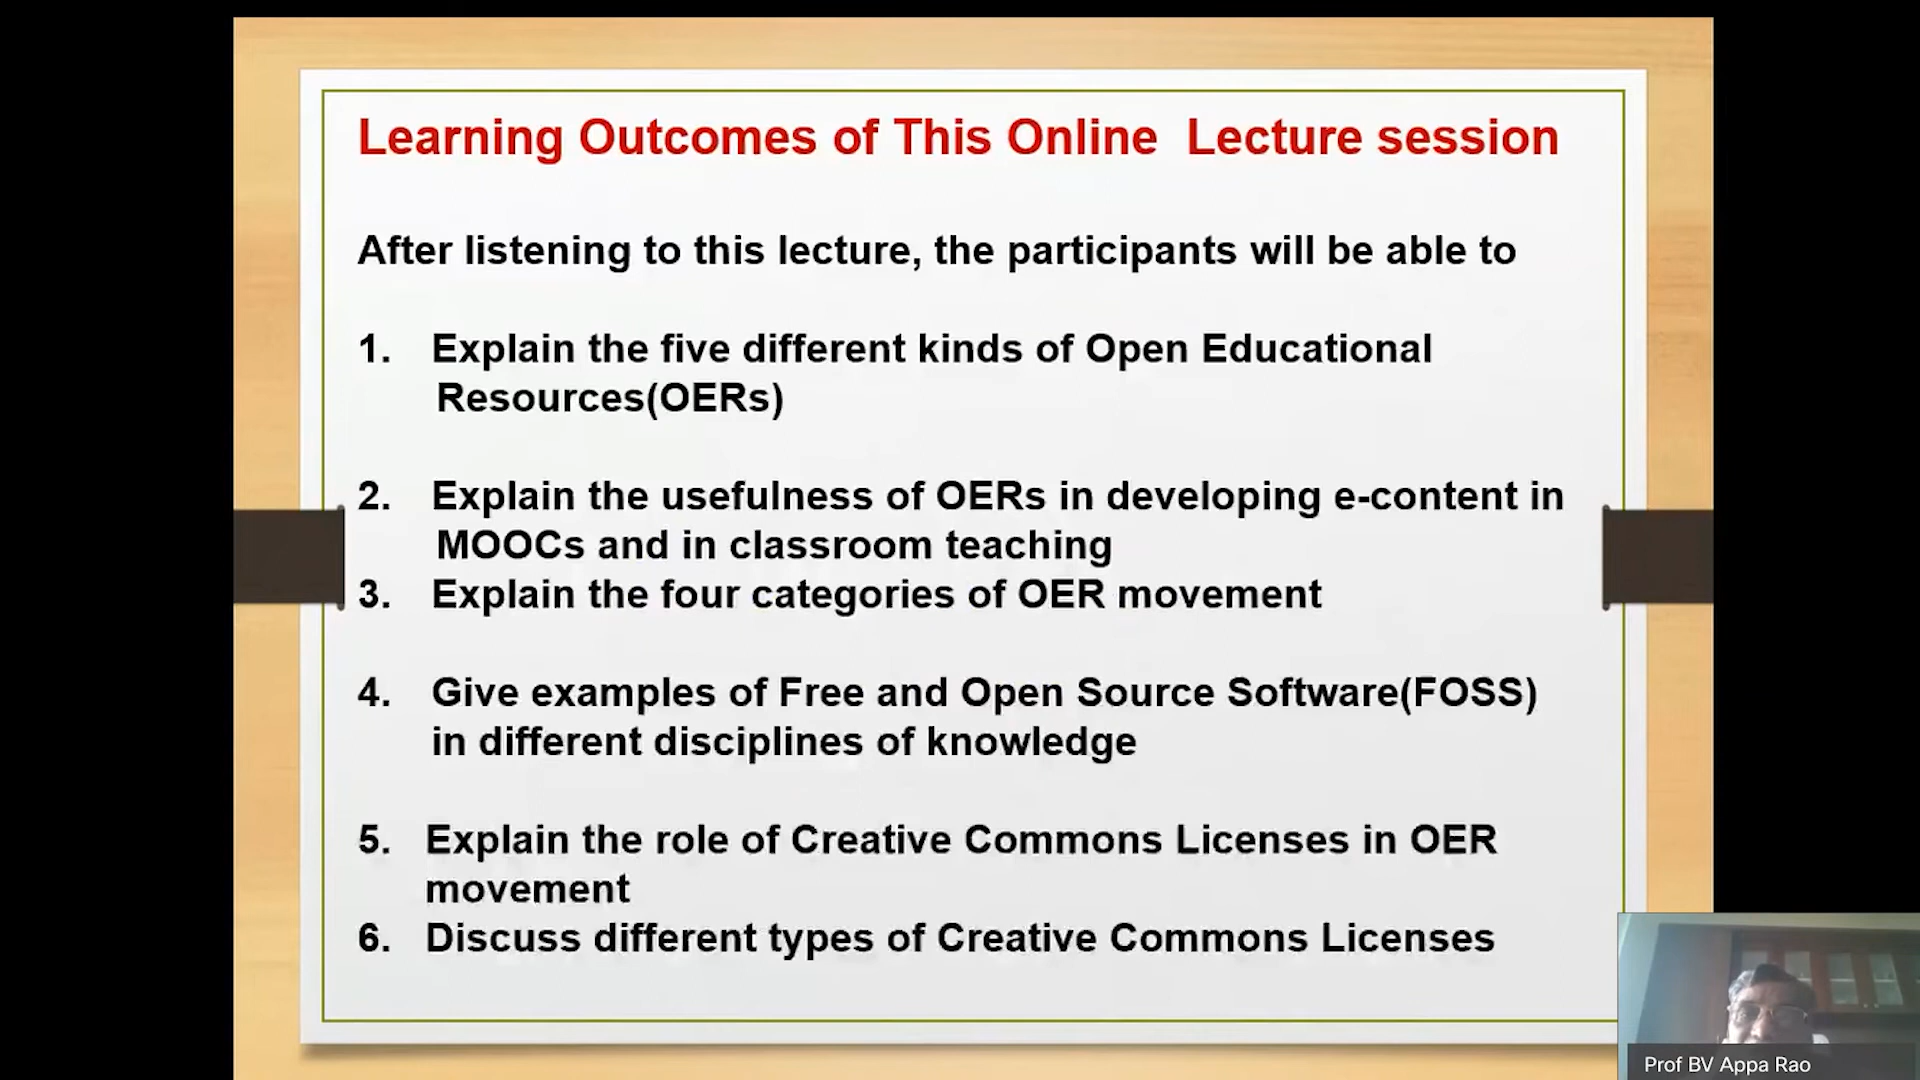 Learning Outcomes of This Online Lecture session
After listening to this lecture, the participants will be able to
1. Explain the five different kinds of Open Educational
Resources(OERs)
2. Explain the usefulness of OERs in developing e-content in
MOOCs and in classroom teaching
3. Explain the four categories of OER movement
4. Give examples of Free and Open Source Software(FOSS)
in different disciplines of knowledge
5. Explain the role of Creative Commons Licenses in OER
movement
6. Discuss different types of Creative Commons Licenses
Prof BV Appa Rao